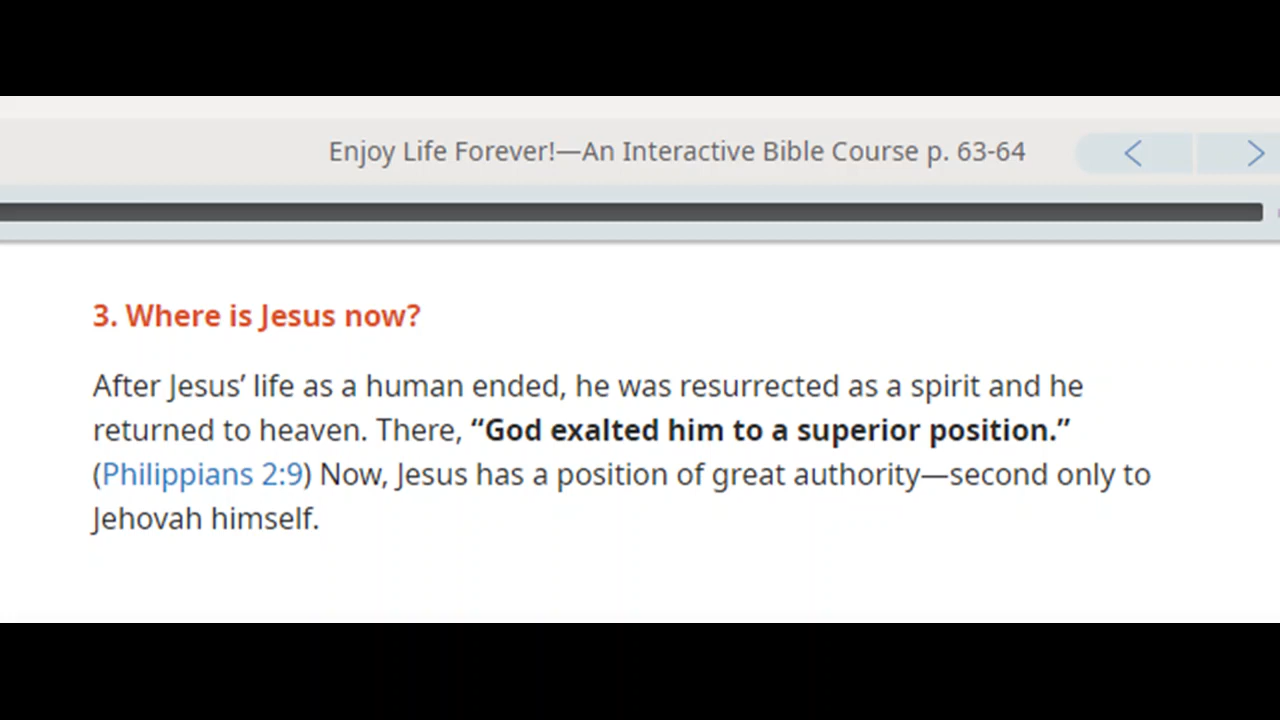 Enjoy Life Forever!—An Interactive Bible Course p. 63-64
3. Where is Jesus now?
After Jesus’ life as a human ended, he was resurrected as a spirit and he
returned to heaven. There, “God exalted him to a superior position.”
(Philippians 2:9) Now, Jesus has a position of great authority—second only to
Jehovah himself.